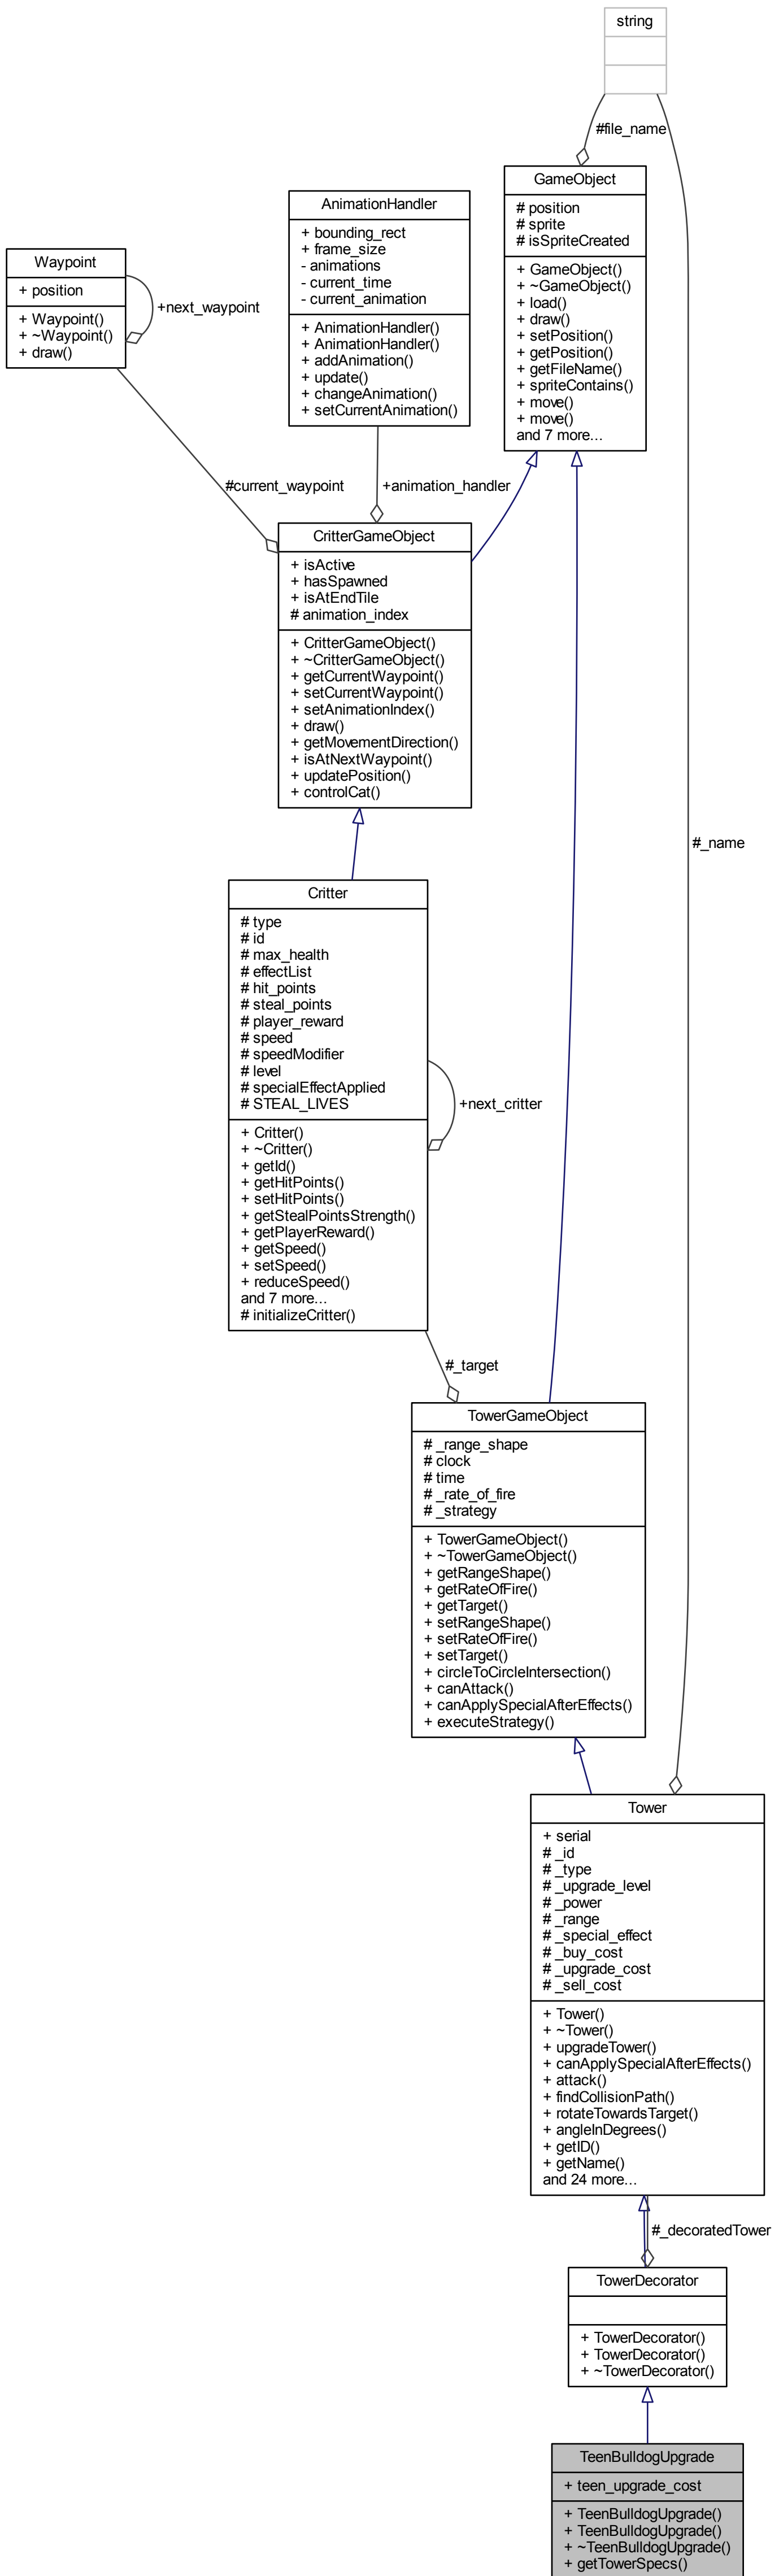 string
#file_name
GameObject
# position
# sprite
# isSpriteCreated
+ GameObject()
+ ~GameObject()
+ load()
+ draw()
+ setPosition()
+ getPosition()
+ getFileName()
+ spriteContains()
+ move()
+ move()
and 7 more...
AnimationHandler
+ bounding_rect
+ frame_size
- animations
- current_time
- current_animation
+ AnimationHandler()
+ AnimationHandler()
+ addAnimation()
+ update()
+ changeAnimation()
+ setCurrentAnimation()
Waypoint
+ position
+ Waypoint()
+ ~Waypoint()
+ draw()
+next_waypoint
#current_waypoint
+animation_handler
CritterGameObject
+ isActive
+ hasSpawned
+ isAtEndTile
# animation_index
+ CritterGameObject()
+ ~CritterGameObject()
+ getCurrentWaypoint()
+ setCurrentWaypoint()
+ setAnimationIndex()
+ draw()
+ getMovementDirection()
+ isAtNextWaypoint()
+ updatePosition()
+ controlCat()
#_name
Critter
# type
# id
# max_health
# effectList
# hit_points
# steal_points
# player_reward
# speed
# speedModifier
# level
# specialEffectApplied
# STEAL_LIVES
+ Critter()
+ ~Critter()
+ getId()
+ getHitPoints()
+ setHitPoints()
+ getStealPointsStrength()
+ getPlayerReward()
+ getSpeed()
+ setSpeed()
+ reduceSpeed()
and 7 more...
# initializeCritter()
+next_critter
#_target
TowerGameObject
# _range_shape
# clock
# time
# _rate_of_fire
# _strategy
+ TowerGameObject()
+ ~TowerGameObject()
+ getRangeShape()
+ getRateOfFire()
+ getTarget()
+ setRangeShape()
+ setRateOfFire()
+ setTarget()
+ circleToCircleIntersection()
+ canAttack()
+ canApplySpecialAfterEffects()
+ executeStrategy()
Tower
+ serial
# _id
# _type
# _upgrade_level
# _power
# _range
# _special_effect
# _buy_cost
# _upgrade_cost
# _sell_cost
+ Tower()
+ ~Tower()
+ upgradeTower()
+ canApplySpecialAfterEffects()
+ attack()
+ findCollisionPath()
+ rotateTowardsTarget()
+ angleInDegrees()
+ getID()
+ getName()
and 24 more...
#_decoratedTower
TowerDecorator
+ TowerDecorator()
+ TowerDecorator()
+ ~TowerDecorator()
TeenBulldogUpgrade
+ teen_upgrade_cost
+ TeenBulldogUpgrade()
+ TeenBulldogUpgrade()
+ ~TeenBulldogUpgrade()
+ getTowerSpecs()